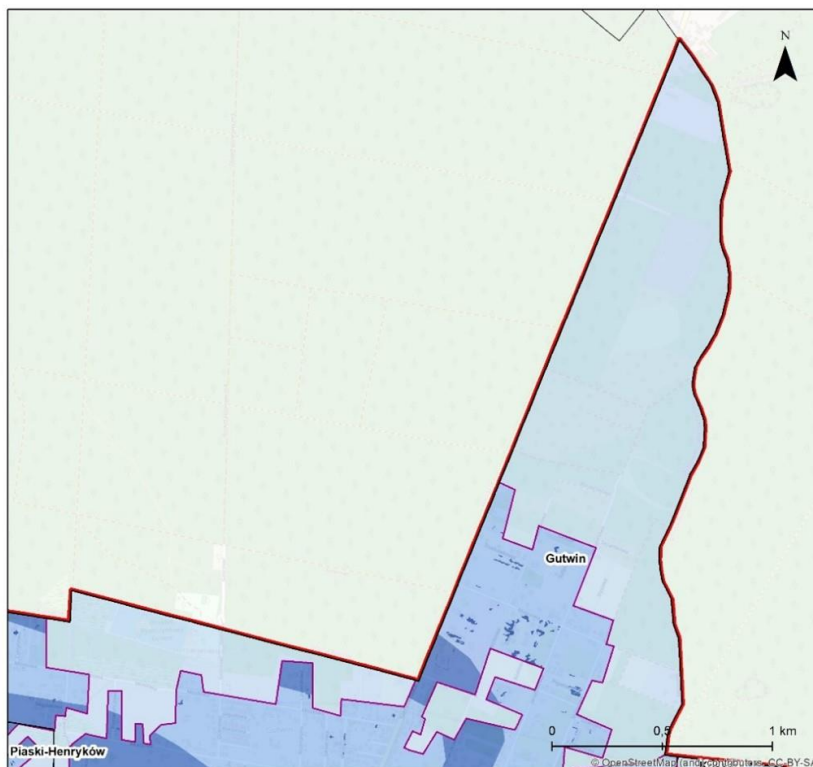 N
Gutwin
0 0,5 1 km
Piaski-Henryków
© OpenStreetMap (and) contributors, CC-BY-SA